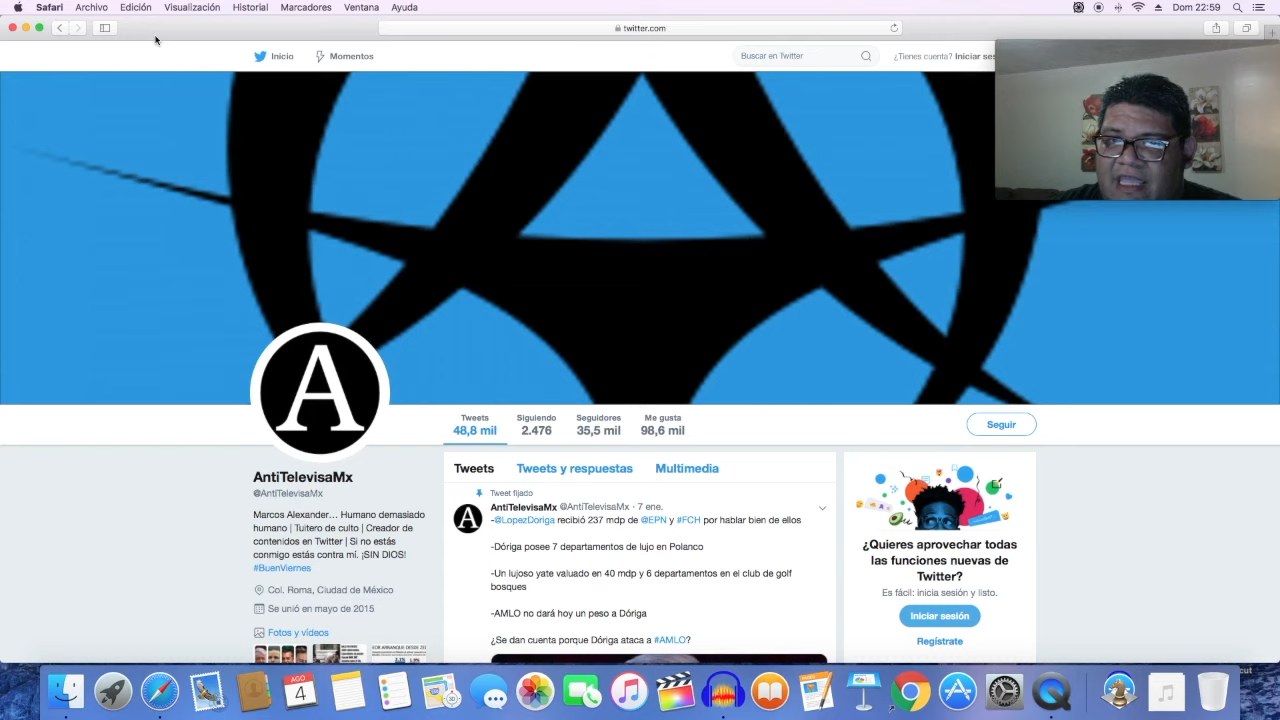 Safari Archivo Edición Visualización Historial Marcadores Ventana Ayuda Dom 22:59
twitter.com
Inicio Momentos Buscar en Twitter ¿Tienes cuenta? Iniciar ses
A
Tweets Siguiendo Seguidores Me gusta
48,8 mil 2.476 35,5 mil 98,6 mil
Seguir
AntiTelevisaMx
@AntiTelevisaMx
Marcos Alexander... Humano demasiado
humano | Tuitero de culto | Creador de
contenidos en Twitter | Si no estás
conmigo estás contra mí. ¡SIN DIOS!
#BuenViernes
Col. Roma, Ciudad de México
Se unió en mayo de 2015
Fotos y vídeos
Tweets Tweets y respuestas Multimedia
Tweet fijado
A
AntiTelevisaMx @AntiTelevisaMx · 7 ene.
-@LopezDoriga recibió 237 mdp de @EPN y #FCH por hablar bien de ellos
-Dóriga posee 7 departamentos de lujo en Polanco
-Un lujoso yate valuado en 40 mdp y 6 departamentos en el club de golf
bosques
-AMLO no dará hoy un peso a Dóriga
¿Se dan cuenta porque Dóriga ataca a #AMLO?
¿Quieres aprovechar todas
las funciones nuevas de
Twitter?
Es fácil: inicia sesión y listo.
Iniciar sesión
Regístrate
AGO
4
cut